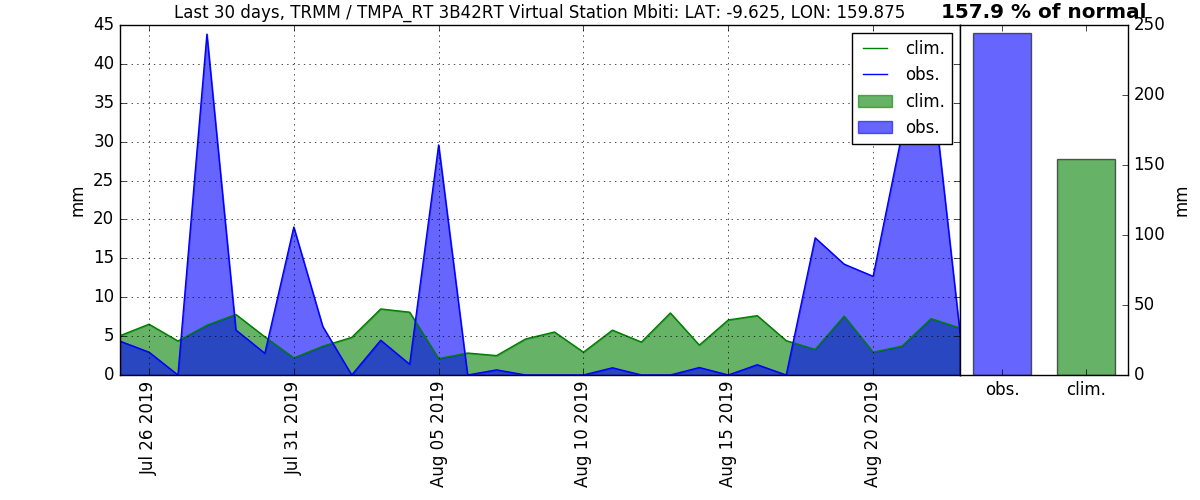 Last 30 days, TRMM / TMPA_RT 3B42RT Virtual Station Mbiti: LAT: -9.625, LON: 159.875
157.9 % of normal
45
40
35
30
25
20
15
10
5
0
mm
clim.
obs.
clim.
obs.
Jul 26 2019
Jul 31 2019
Aug 05 2019
Aug 10 2019
Aug 15 2019
Aug 20 2019
250
200
150
100
50
0
mm
obs.
clim.